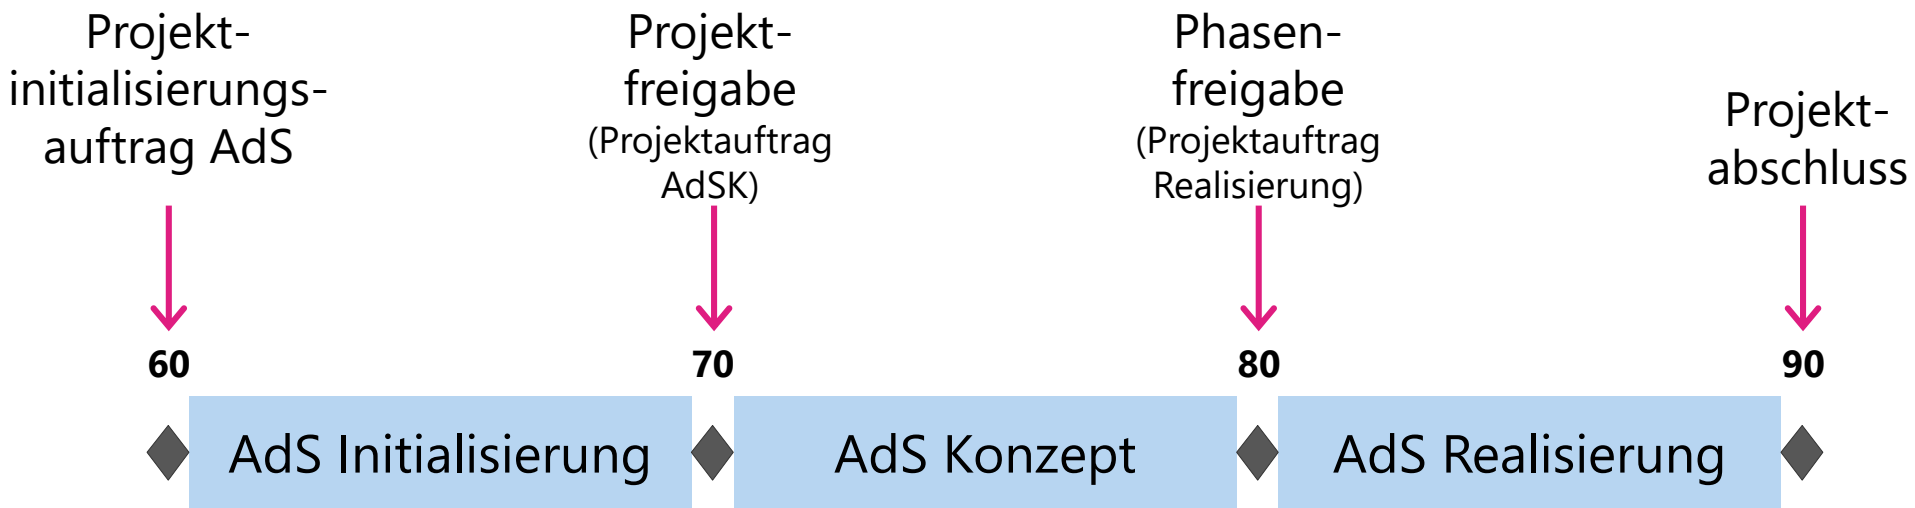 Projekt-
initialisierungs-
auftrag AdS
Projekt-
freigabe
(Projektauftrag
AdSK)
Phasen-
freigabe
(Projektauftrag
Realisierung)
Projekt-
abschluss
60
70
80
90
AdS Initialisierung
AdS Konzept
AdS Realisierung